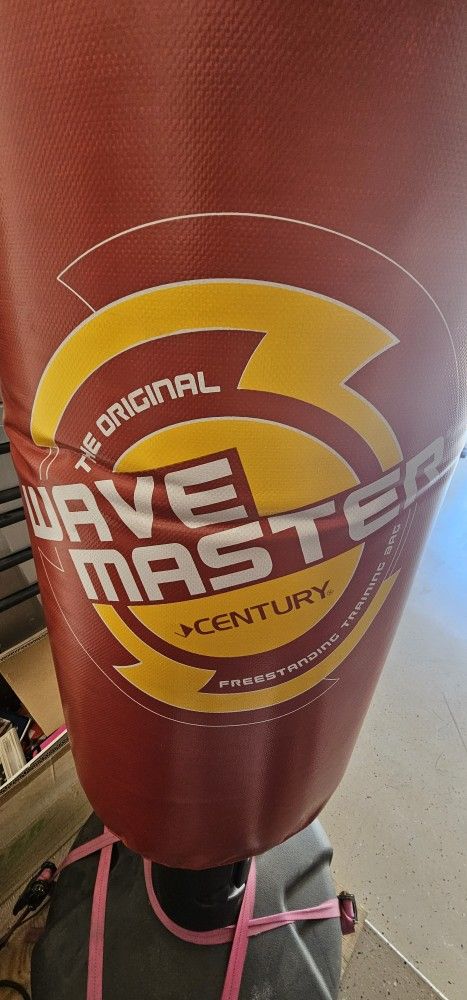 THE ORIGINAL
WAVE
MASTER
CENTURY®
FREESTANDING TRAINING BAG